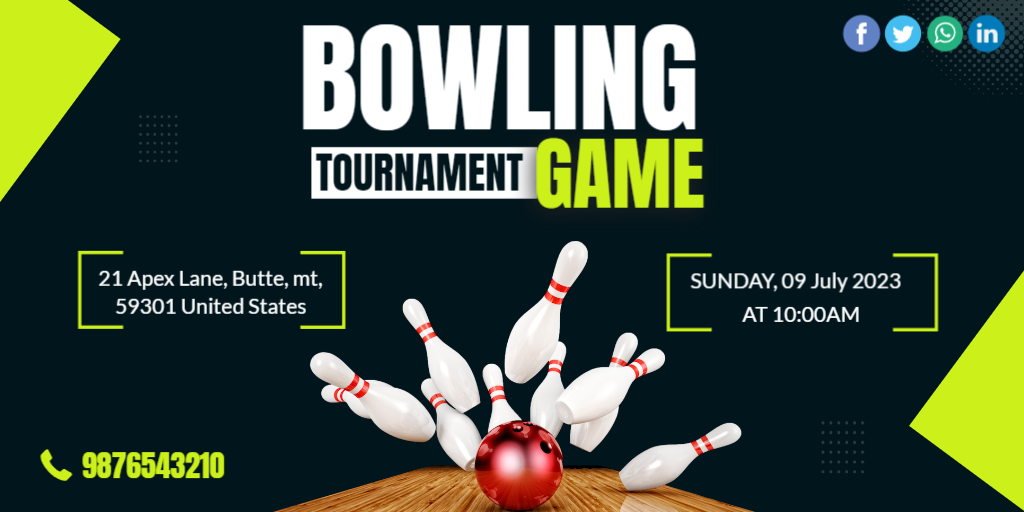 BOWLING
TOURNAMENT GAME
21 Apex Lane, Butte, mt,
59301 United States
SUNDAY, 09 July 2023
AT 10:00AM
9876543210